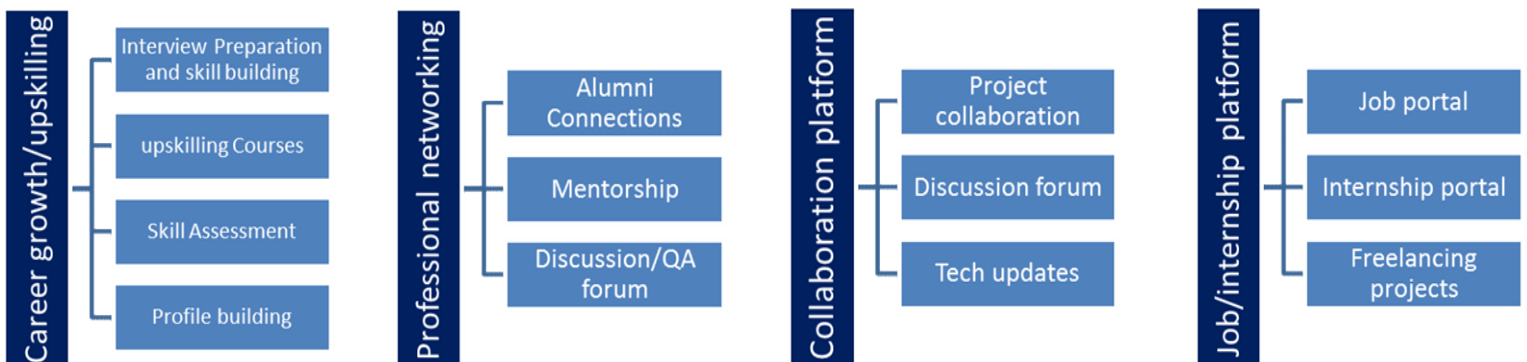 Career growth/upskilling
Interview Preparation
and skill building
upskilling Courses
Skill Assessment
Profile building
Professional networking
Alumni
Connections
Mentorship
Discussion/QA
forum
Collaboration platform
Project
collaboration
Discussion forum
Tech updates
Job/internship platform
Job portal
Internship portal
Freelancing
projects